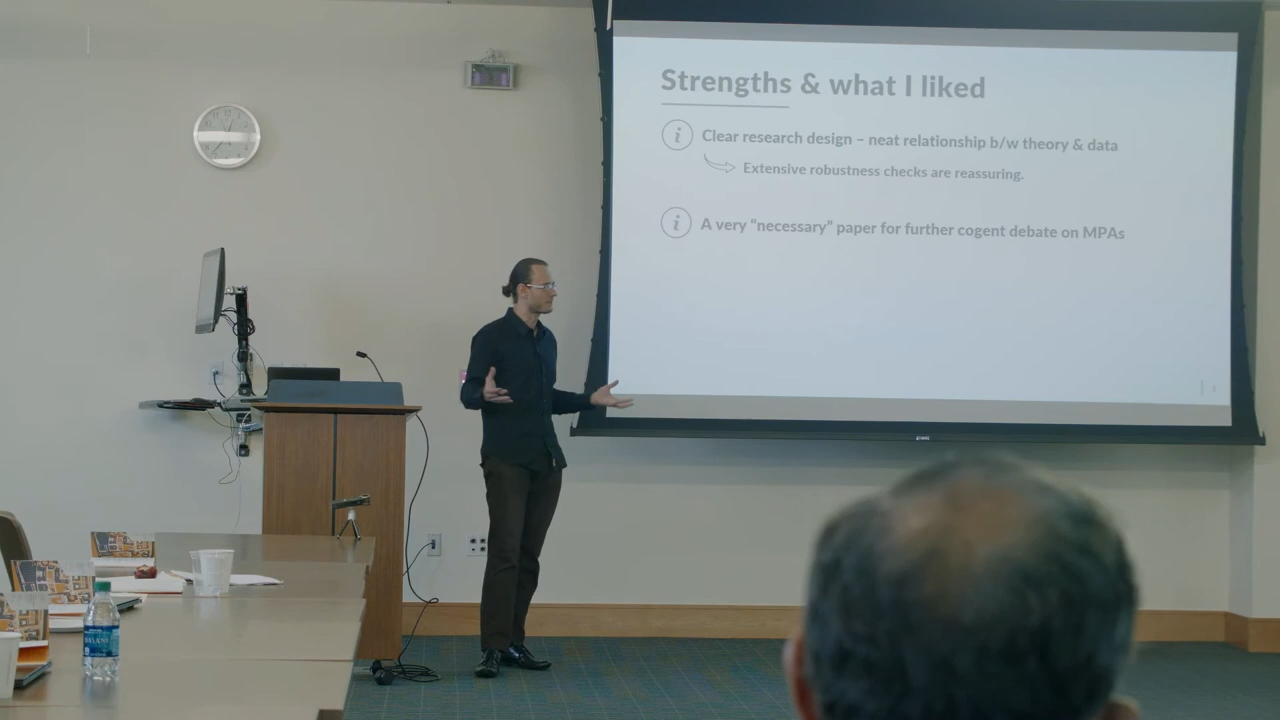 Strengths & what I liked
i Clear research design – neat relationship b/w theory & data
Extensive robustness checks are reassuring.
i A very “necessary” paper for further cogent debate on MPAs